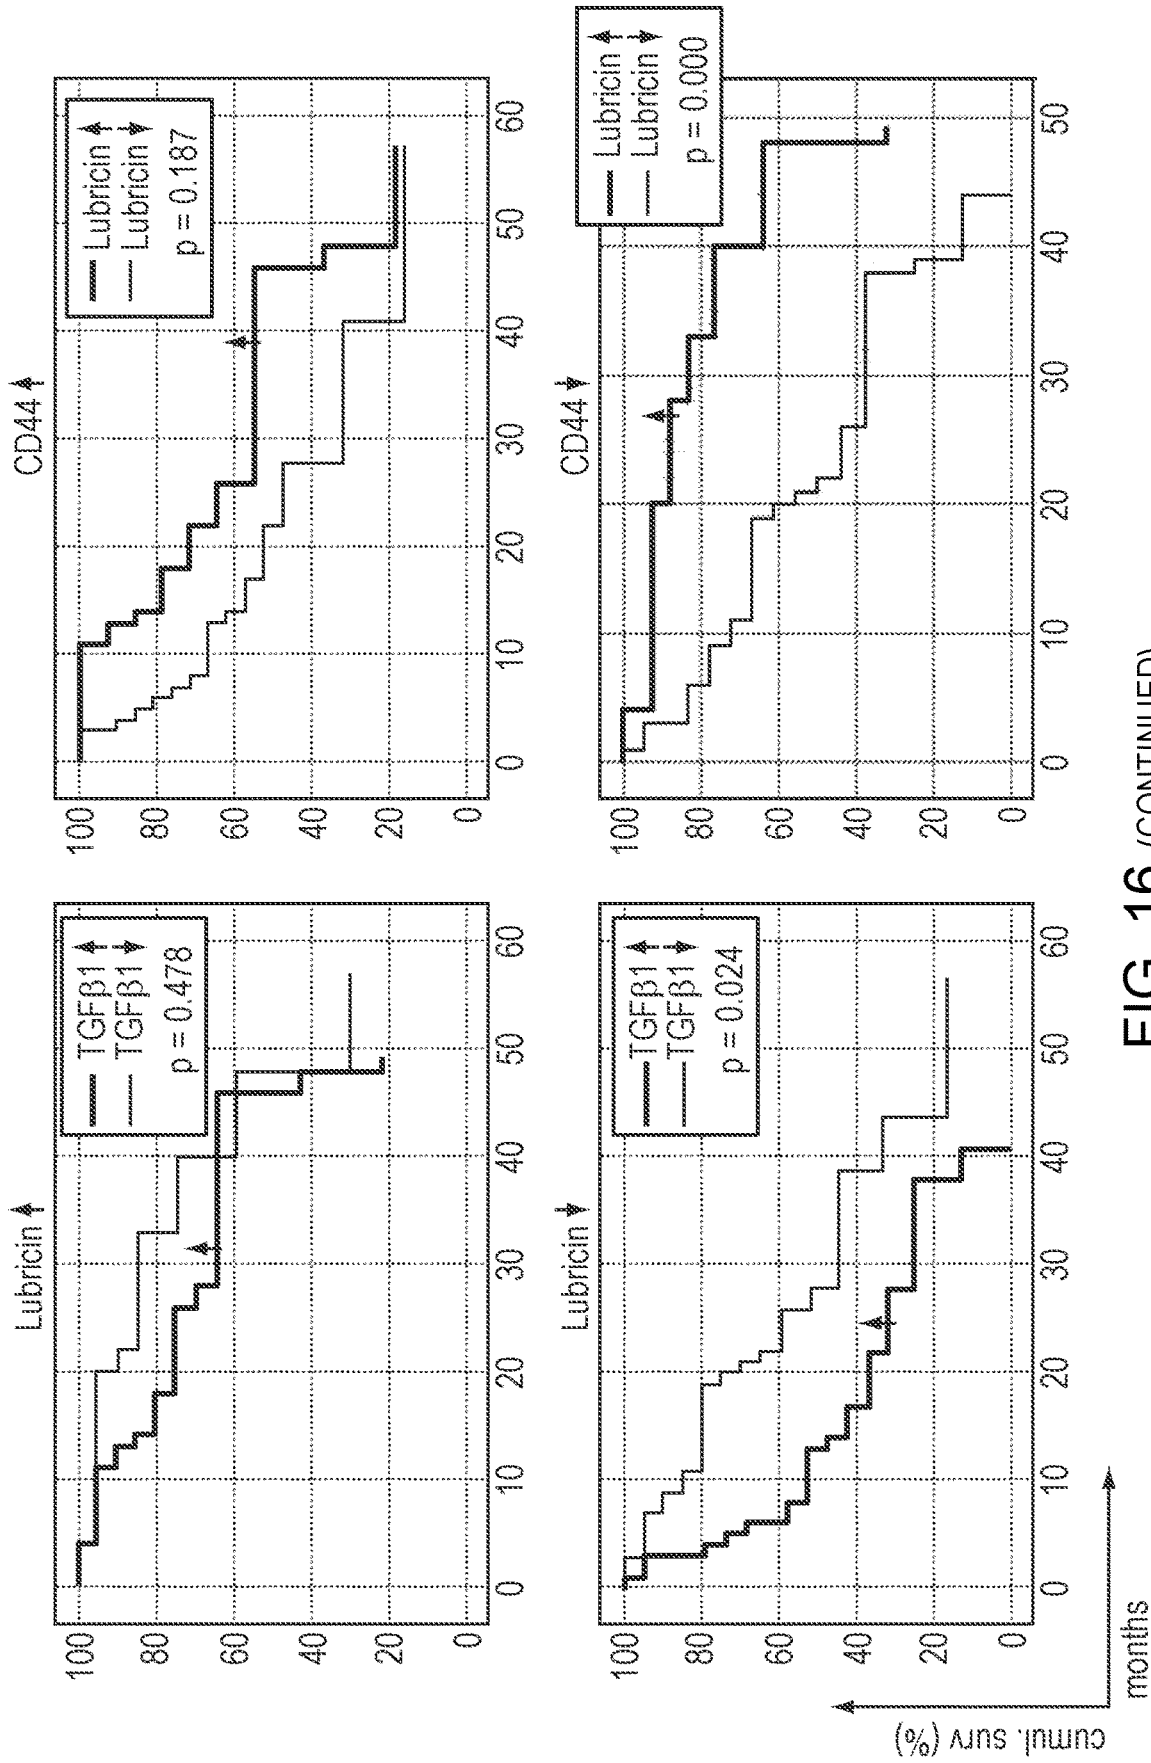 Lubricin ↑
TGFβ1 ↑
TGFβ1 ↓
p = 0.478
100
80
60
40
20
0
0 10 20 30 40 50 60
CD44 ↑
Lubricin ↑
Lubricin ↓
p = 0.187
100
80
60
40
20
0
0 10 20 30 40 50 60
Lubricin ↓
TGFβ1 ↑
TGFβ1 ↓
p = 0.024
100
80
60
40
20
0
0 10 20 30 40 50 60
CD44 ↓
Lubricin ↑
Lubricin ↓
p = 0.000
100
80
60
40
20
0
0 10 20 30 40 50
cumul. surv (%)
months
FIG. 16 (CONTINUED)